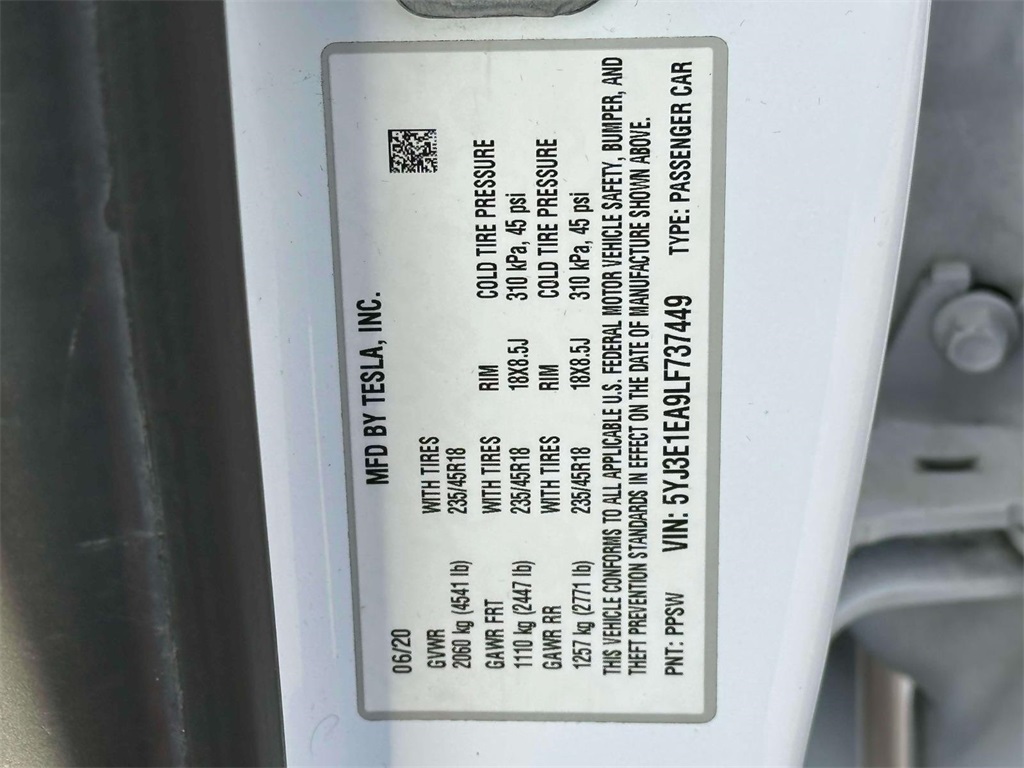 MFD BY TESLA, INC.
06/20
GVWR WITH TIRES
2060 kg (4541 lb) 235/45R18
GAWR FRT WITH TIRES RIM COLD TIRE PRESSURE
1110 kg (2447 lb) 235/45R18 18X8.5J 310 kPa, 45 psi
GAWR RR WITH TIRES RIM COLD TIRE PRESSURE
1257 kg (2771 lb) 235/45R18 18X8.5J 310 kPa, 45 psi
THIS VEHICLE CONFORMS TO ALL APPLICABLE U.S. FEDERAL MOTOR VEHICLE SAFETY, BUMPER, AND
THEFT PREVENTION STANDARDS IN EFFECT ON THE DATE OF MANUFACTURE SHOWN ABOVE.
PNT: PPSW VIN: 5YJ3E1EA9LF737449 TYPE: PASSENGER CAR